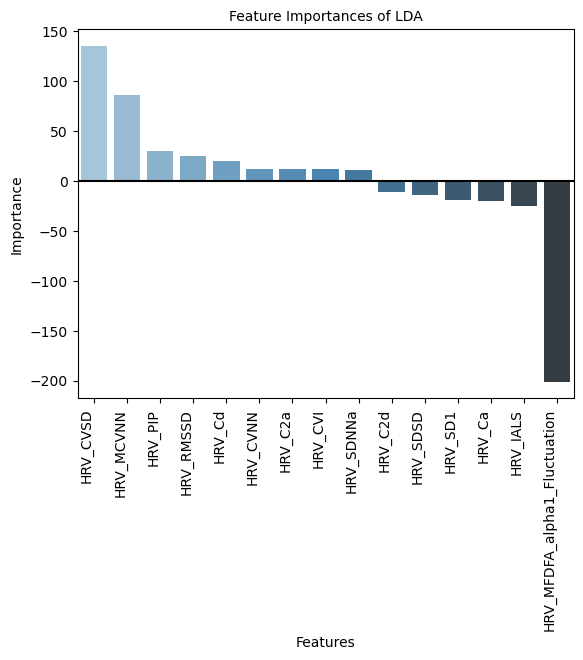 Feature Importances of LDA
Importance
150
100
50
0
−50
−100
−150
−200
HRV_CVSD
HRV_MCVNN
HRV_PIP
HRV_RMSSD
HRV_Cd
HRV_CVNN
HRV_C2a
HRV_CVI
HRV_SDNNa
HRV_C2d
HRV_SDSD
HRV_SD1
HRV_Ca
HRV_IALS
HRV_MFDFA_alpha1_Fluctuation
Features